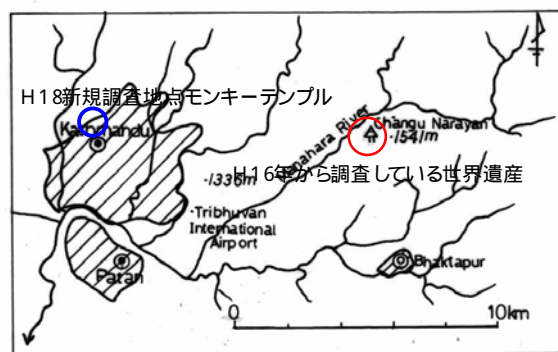 H18新規調査地点モンキーテンプル
Kathmandu
Manahara River
Changu Narayan
·1541m
·1336m
H16年から調査している世界遺産
·Tribhuvan
International
Airport
Patan
Bhaktapur
0 10km